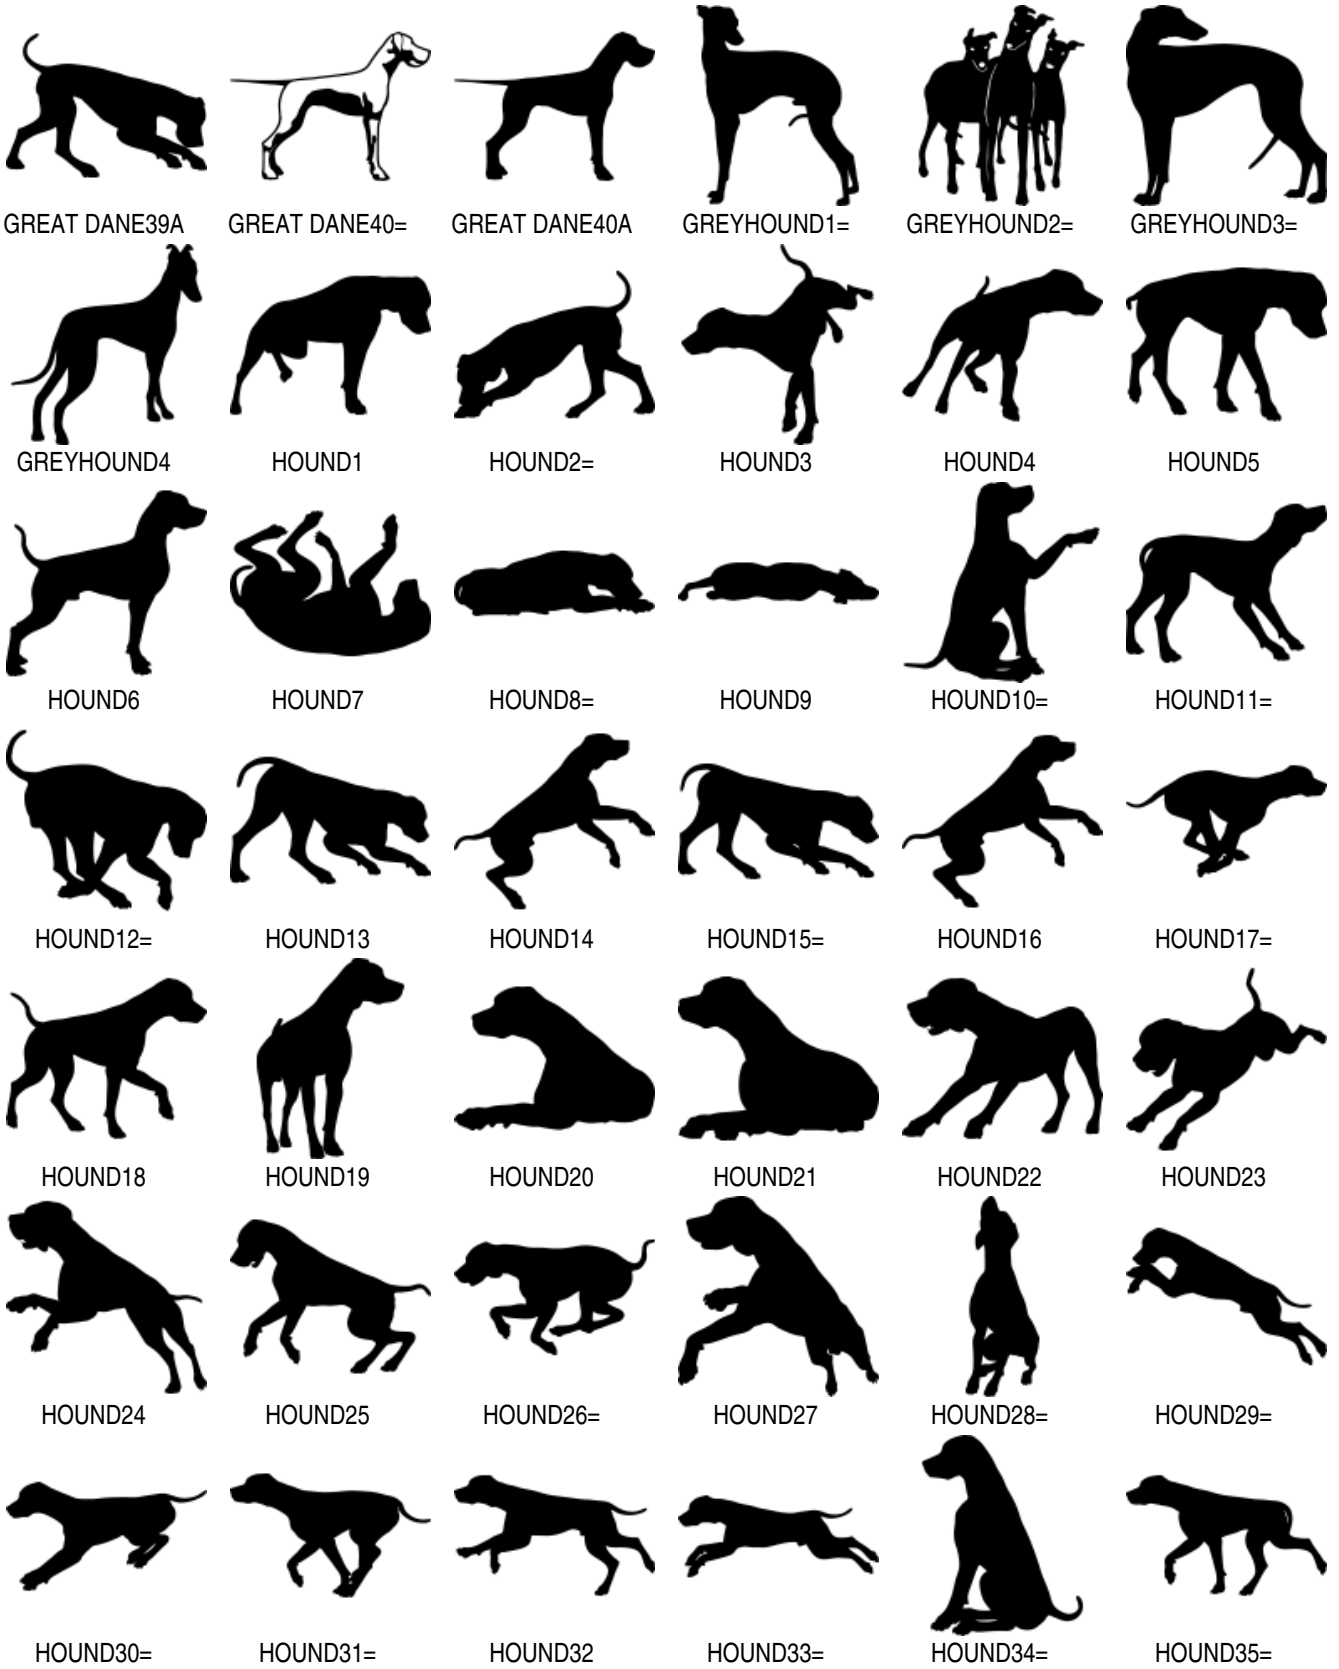 GREAT DANE39A GREAT DANE40= GREAT DANE40A GREYHOUND1= GREYHOUND2= GREYHOUND3=
GREYHOUND4 HOUND1 HOUND2= HOUND3 HOUND4 HOUND5
HOUND6 HOUND7 HOUND8= HOUND9 HOUND10= HOUND11=
HOUND12= HOUND13 HOUND14 HOUND15= HOUND16 HOUND17=
HOUND18 HOUND19 HOUND20 HOUND21 HOUND22 HOUND23
HOUND24 HOUND25 HOUND26= HOUND27 HOUND28= HOUND29=
HOUND30= HOUND31= HOUND32 HOUND33= HOUND34= HOUND35=